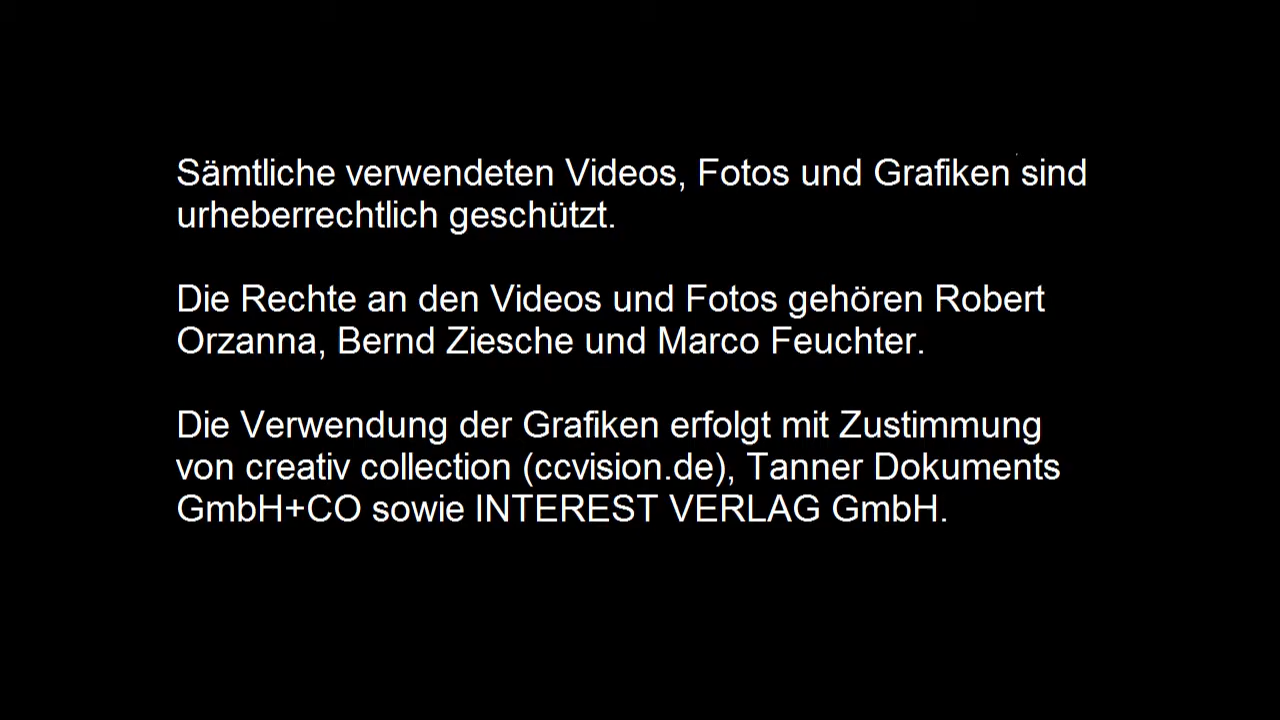 Sämtliche verwendeten Videos, Fotos und Grafiken sind
urheberrechtlich geschützt.
Die Rechte an den Videos und Fotos gehören Robert
Orzanna, Bernd Ziesche und Marco Feuchter.
Die Verwendung der Grafiken erfolgt mit Zustimmung
von creativ collection (ccvision.de), Tanner Dokuments
GmbH+CO sowie INTEREST VERLAG GmbH.